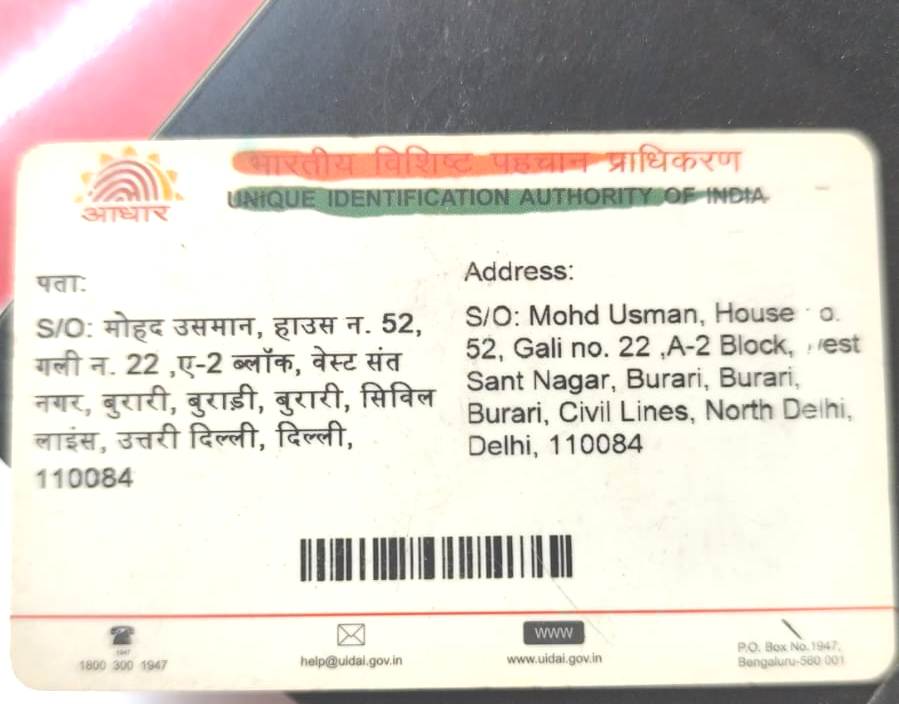 भारतीय विशिष्ट पहचान प्राधिकरण
UNIQUE IDENTIFICATION AUTHORITY OF INDIA
आधार
पता:
S/O: मोहद उसमान, हाउस न. 52,
गली न. 22 ,ए-2 ब्लॉक, वेस्ट संत
नगर, बुरारी, बुराड़ी, बुरारी, सिविल
लाइंस, उत्तरी दिल्ली, दिल्ली,
110084
Address:
S/O: Mohd Usman, House o.
52, Gali no. 22 ,A-2 Block, est
Sant Nagar, Burari, Burari,
Burari, Civil Lines, North Delhi,
Delhi, 110084
1947
1800 300 1947
help@uidai.gov.in
www
www.uidai.gov.in
P.O. Box No.1947,
Bengaluru-560 001